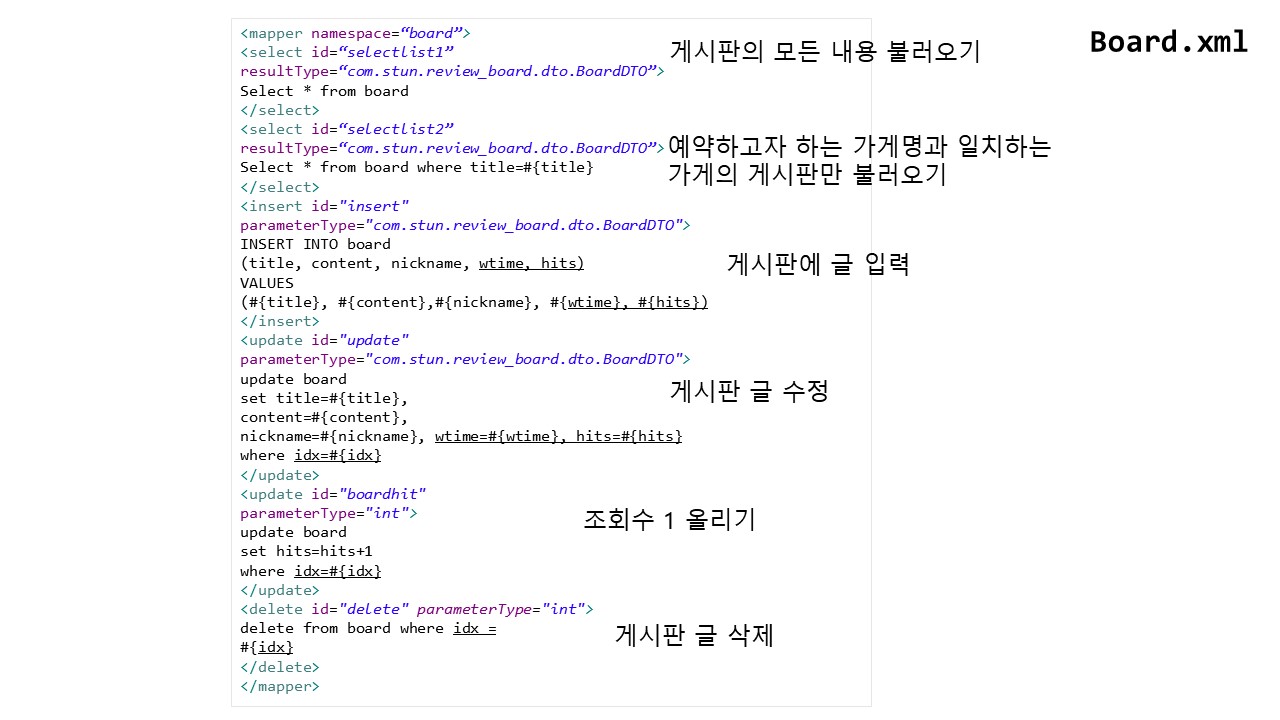 Board.xml
<mapper namespace=“board”>
<select id=“selectlist1”
resultType=“com.stun.review_board.dto.BoardDTO”>
Select * from board
</select>
게시판의 모든 내용 불러오기
<select id=“selectlist2”
resultType=“com.stun.review_board.dto.BoardDTO”>
Select * from board where title=#{title}
</select>
예약하고자 하는 가게명과 일치하는
가게의 게시판만 불러오기
<insert id="insert"
parameterType="com.stun.review_board.dto.BoardDTO">
INSERT INTO board
(title, content, nickname, wtime, hits)
VALUES
(#{title}, #{content},#{nickname}, #{wtime}, #{hits})
</insert>
게시판에 글 입력
<update id="update"
parameterType="com.stun.review_board.dto.BoardDTO">
update board
set title=#{title},
content=#{content},
nickname=#{nickname}, wtime=#{wtime}, hits=#{hits}
where idx=#{idx}
</update>
게시판 글 수정
<update id="boardhit"
parameterType="int">
update board
set hits=hits+1
where idx=#{idx}
</update>
조회수 1 올리기
<delete id="delete" parameterType="int">
delete from board where idx =
#{idx}
</delete>
</mapper>
게시판 글 삭제